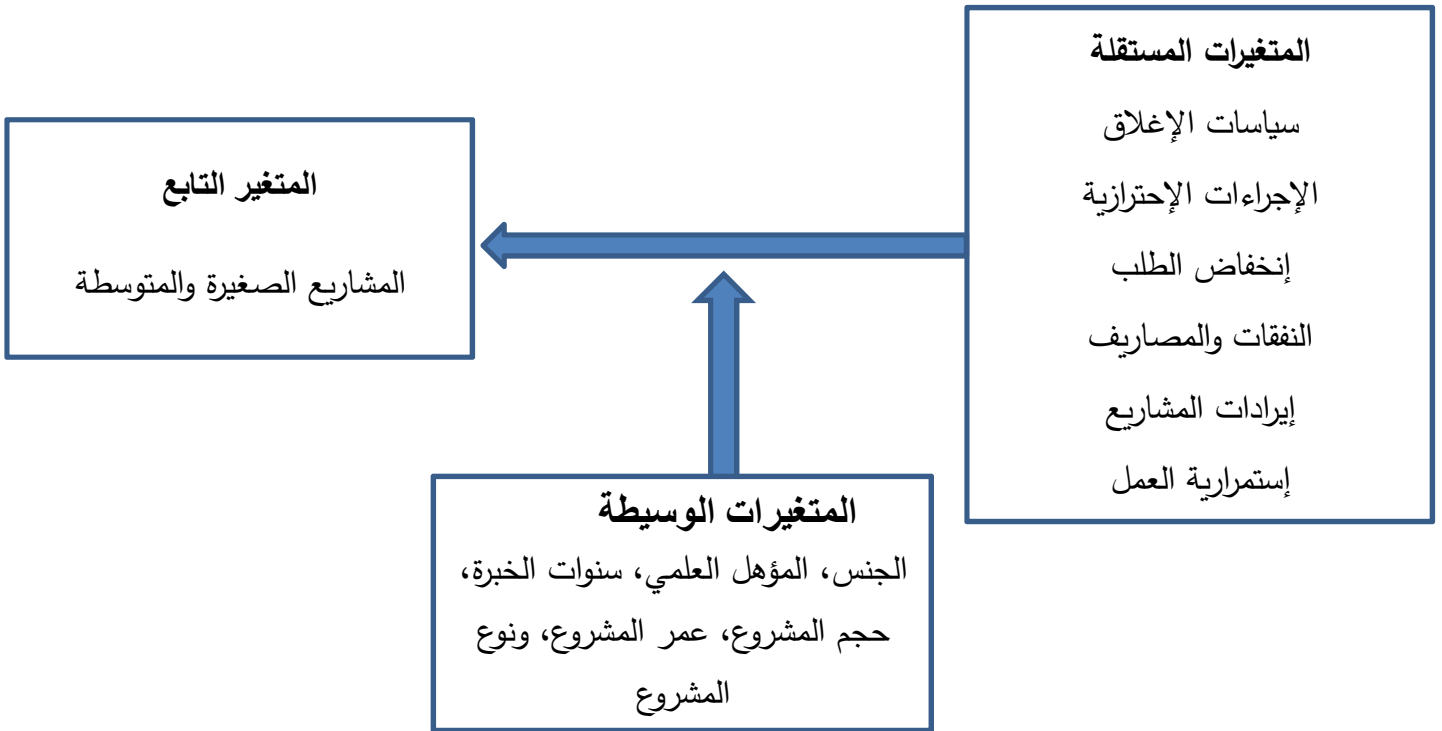 المتغيرات المستقلة
سياسات الإغلاق
الإجراءات الإحترازية
إنخفاض الطلب
النفقات والمصاريف
إيرادات المشاريع
إستمرارية العمل
المتغير التابع
المشاريع الصغيرة والمتوسطة
المتغيرات الوسيطة
الجنس، المؤهل العلمي، سنوات الخبرة،
حجم المشروع، عمر المشروع، ونوع
المشروع